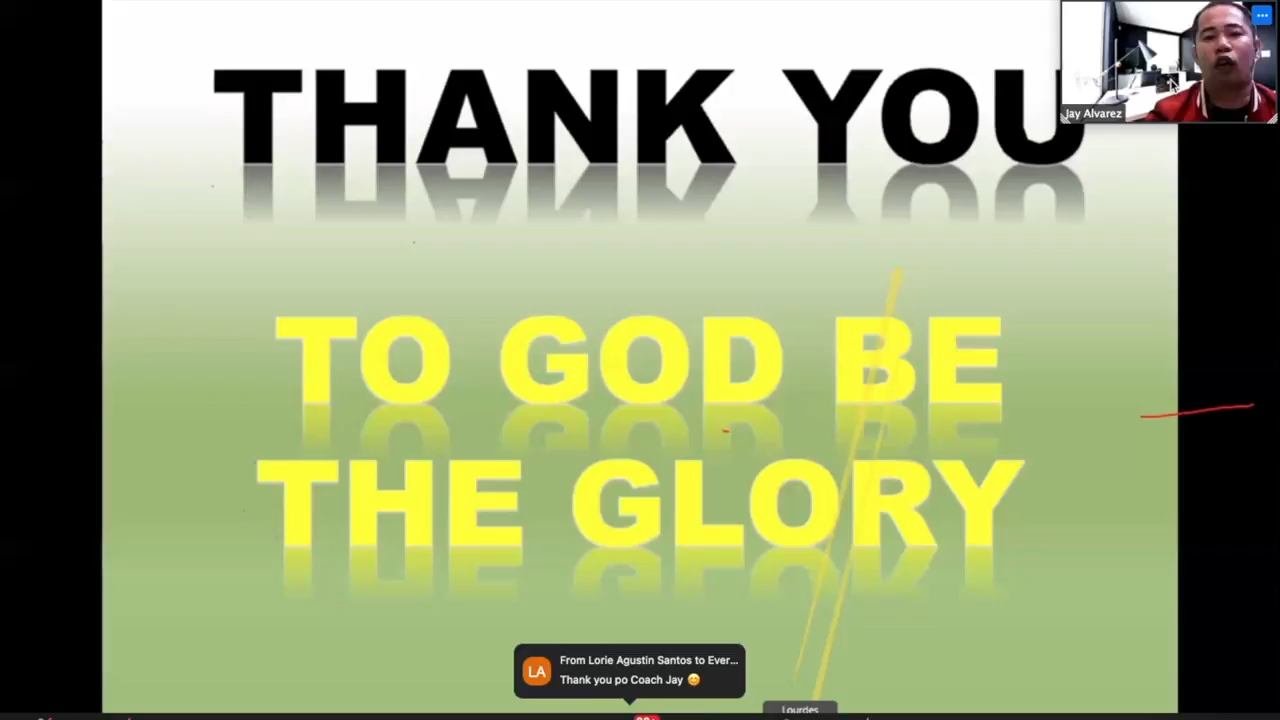 THANK YOU
Jay Alvarez
TO GOD BE
THE GLORY
LA
From Lorie Agustin Santos to Ever...
Thank you po Coach Jay 😊
Lourdes